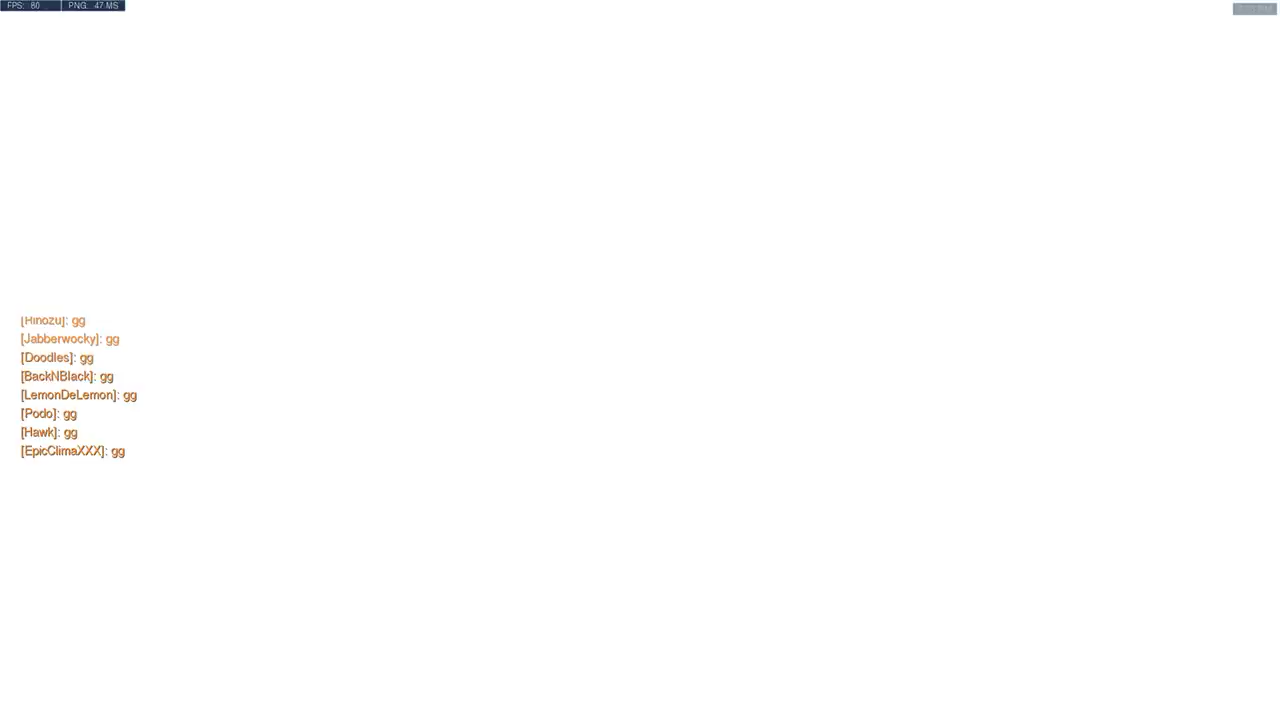 FPS: 80 PNG: 47 MS
[Rinozu]: gg
[Jabberwocky]: gg
[Doodles]: gg
[BackNBlack]: gg
[LemonDeLemon]: gg
[Podo]: gg
[Hawk]: gg
[EpicClimaXXX]: gg